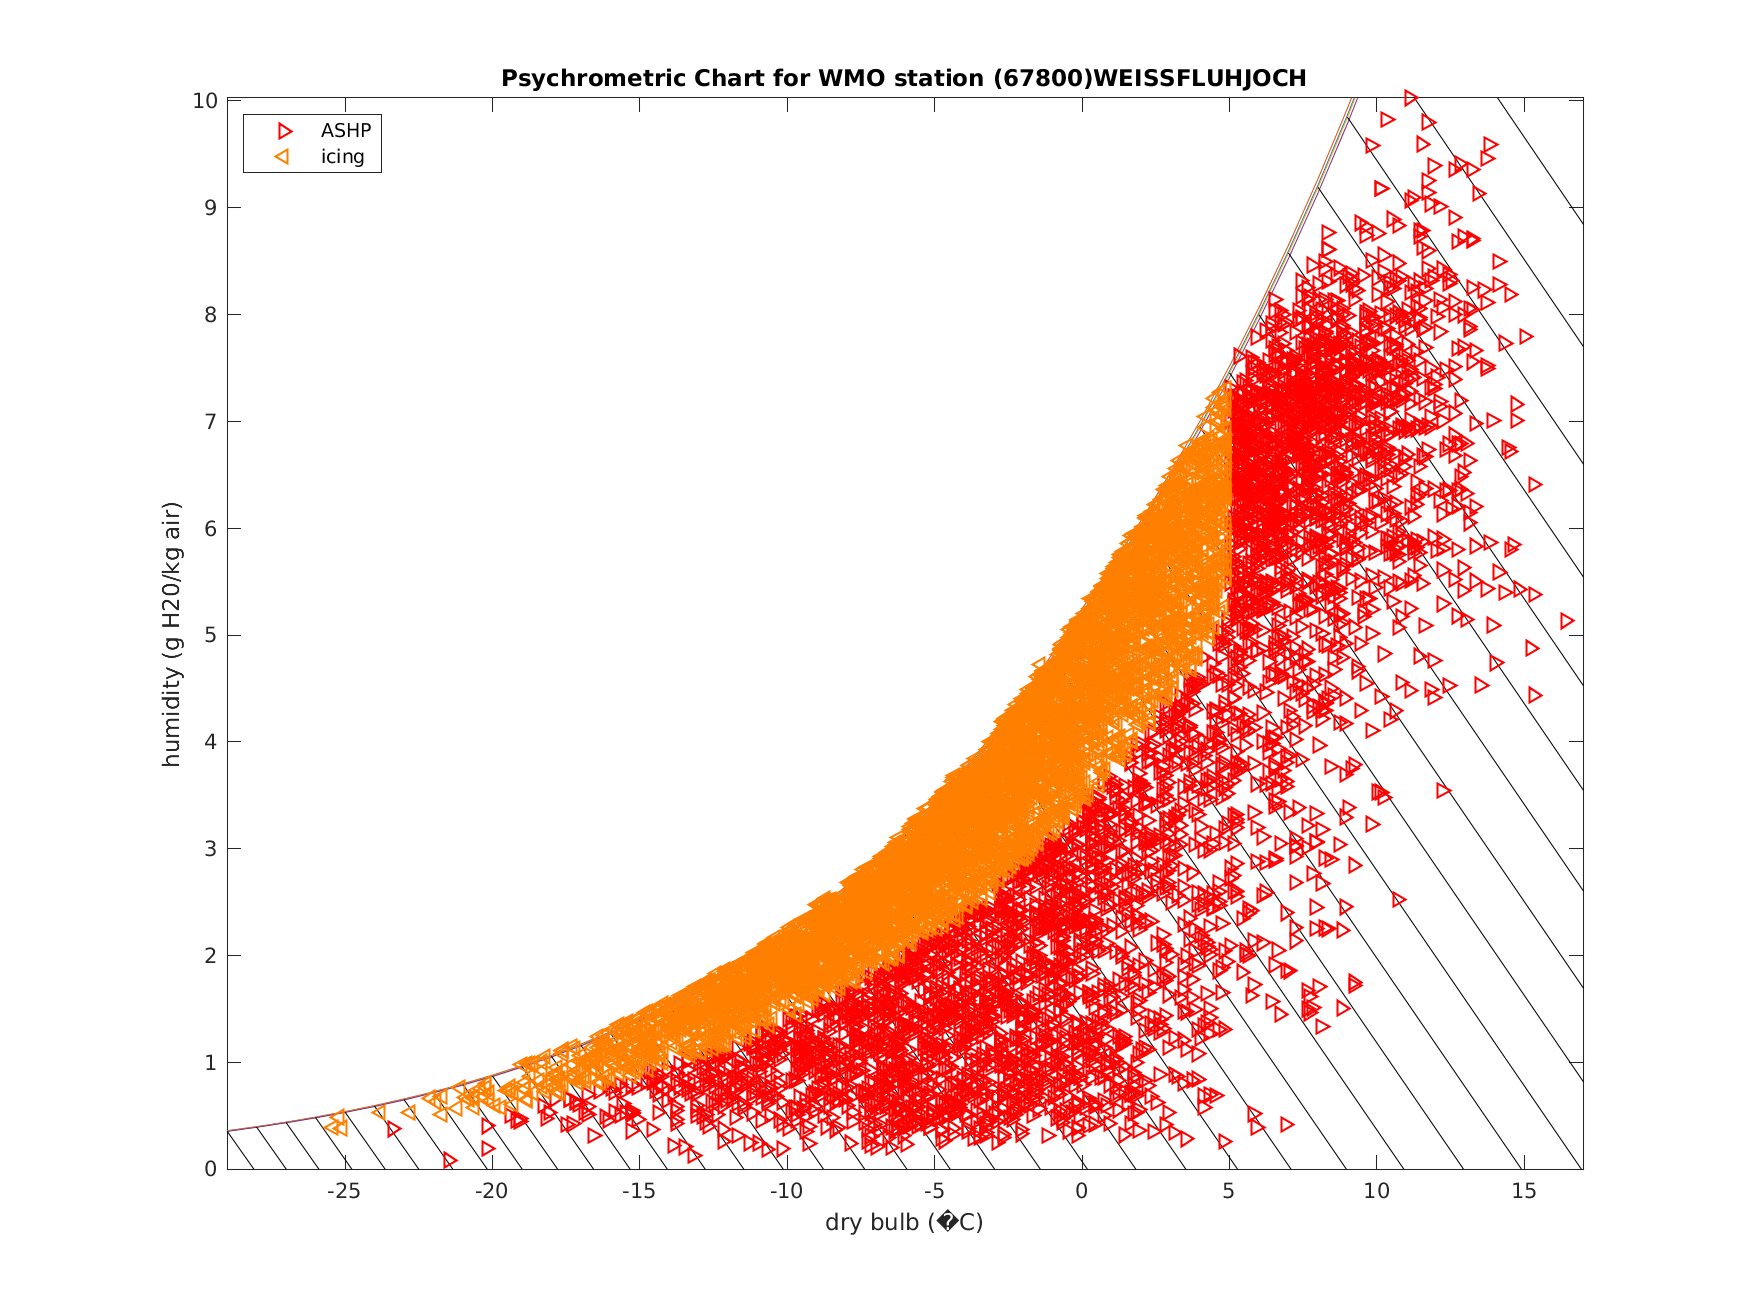 Psychrometric Chart for WMO station (67800)WEISSFLUHJOCH
ASHP
icing
10
9
8
7
6
5
4
3
2
1
0
humidity (g H20/kg air)
-25 -20 -15 -10 -5 0 5 10 15
dry bulb (�C)